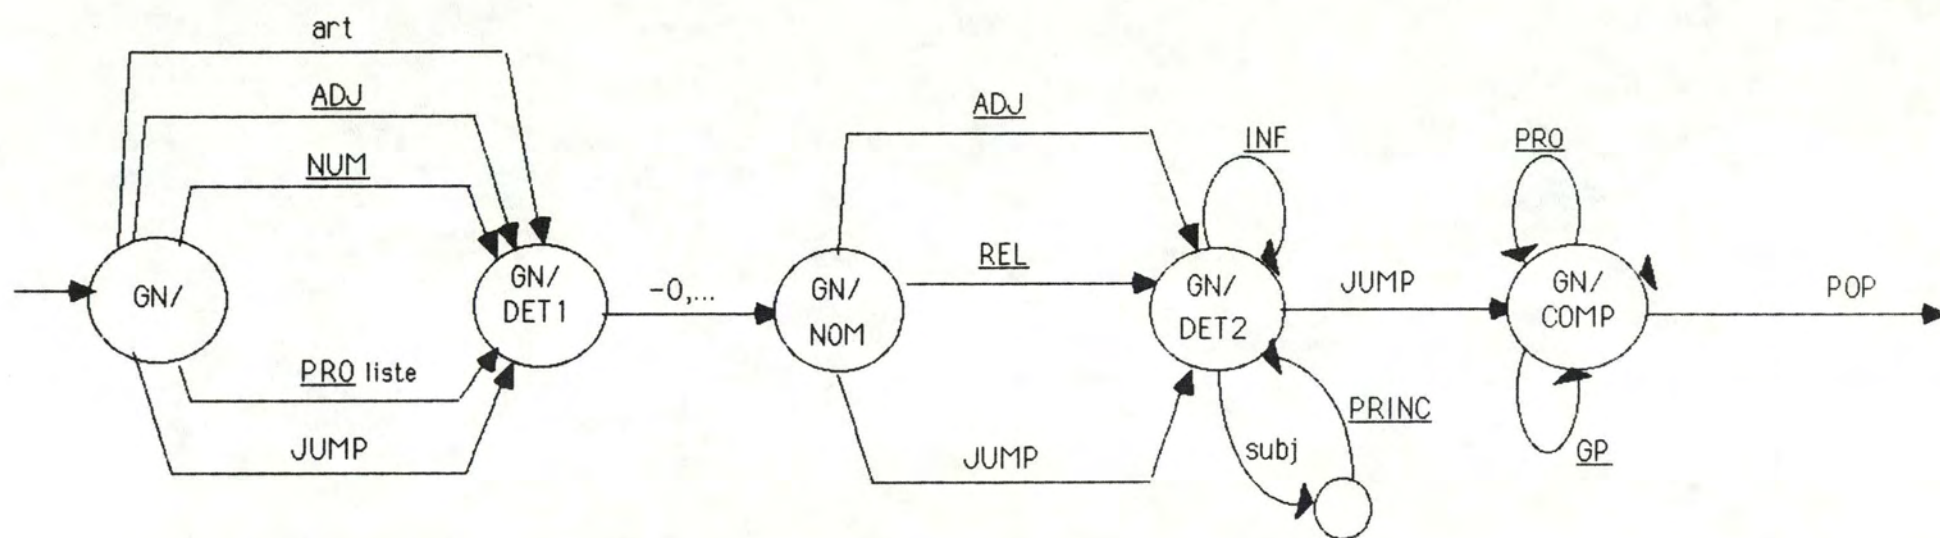 art
ADJ
NUM
GN/
GN/
DET1
PRO liste
JUMP
-O,...
ADJ
REL
GN/
NOM
JUMP
INF
GN/
DET2
JUMP
subj
PRINC
PRO
GN/
COMP
GP
POP